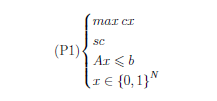 (P1)
max cx
sc
Ax ⩽ b
x ∈ {0,1}^N